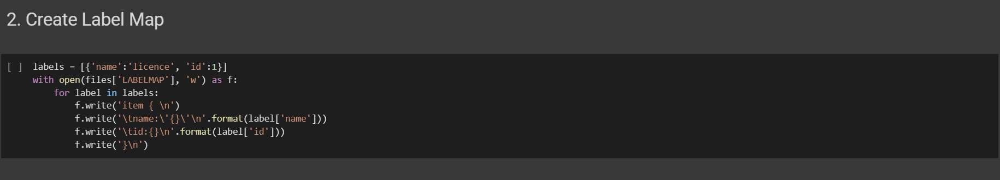 2. Create Label Map
[ ] labels = [{'name':'licence', 'id':1}]
with open(files['LABELMAP'], 'w') as f:
    for label in labels:
        f.write('item { \n')
        f.write('\tname:\'{}\'\n'.format(label['name']))
        f.write('\tid:{}\n'.format(label['id']))
        f.write('}\n')